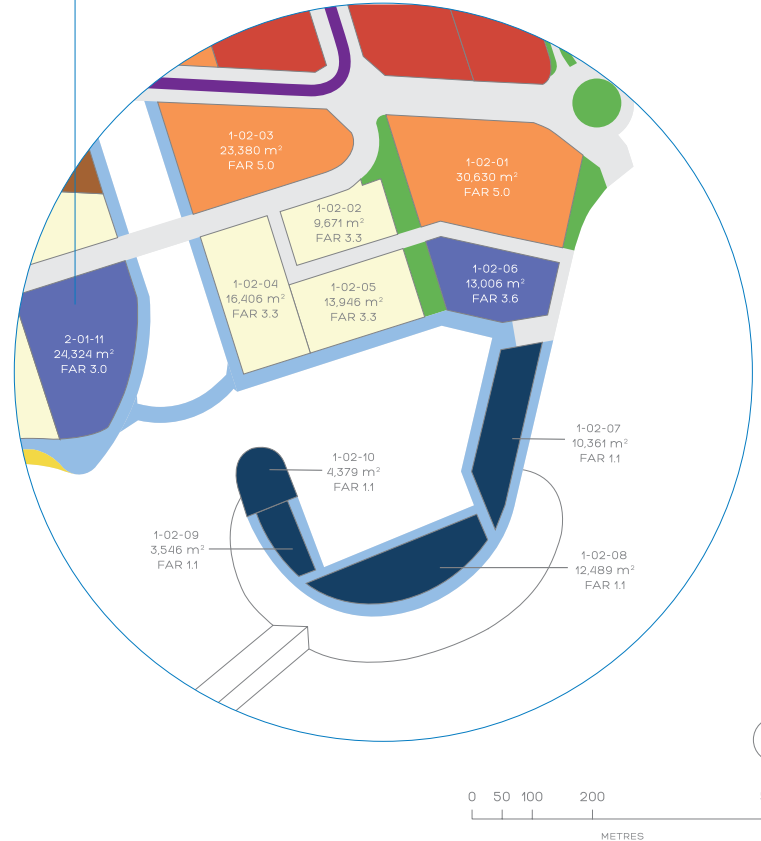 1-02-03
23,380 m²
FAR 5.0
1-02-01
30,630 m²
FAR 5.0
1-02-02
9,671 m²
FAR 3.3
1-02-04
16,406 m²
FAR 3.3
1-02-05
13,946 m²
FAR 3.3
1-02-06
13,006 m²
FAR 3.6
2-01-11
24,324 m²
FAR 3.0
1-02-07
10,361 m²
FAR 1.1
1-02-10
4,379 m²
FAR 1.1
1-02-09
3,546 m²
FAR 1.1
1-02-08
12,489 m²
FAR 1.1
0 50 100 200
METRES